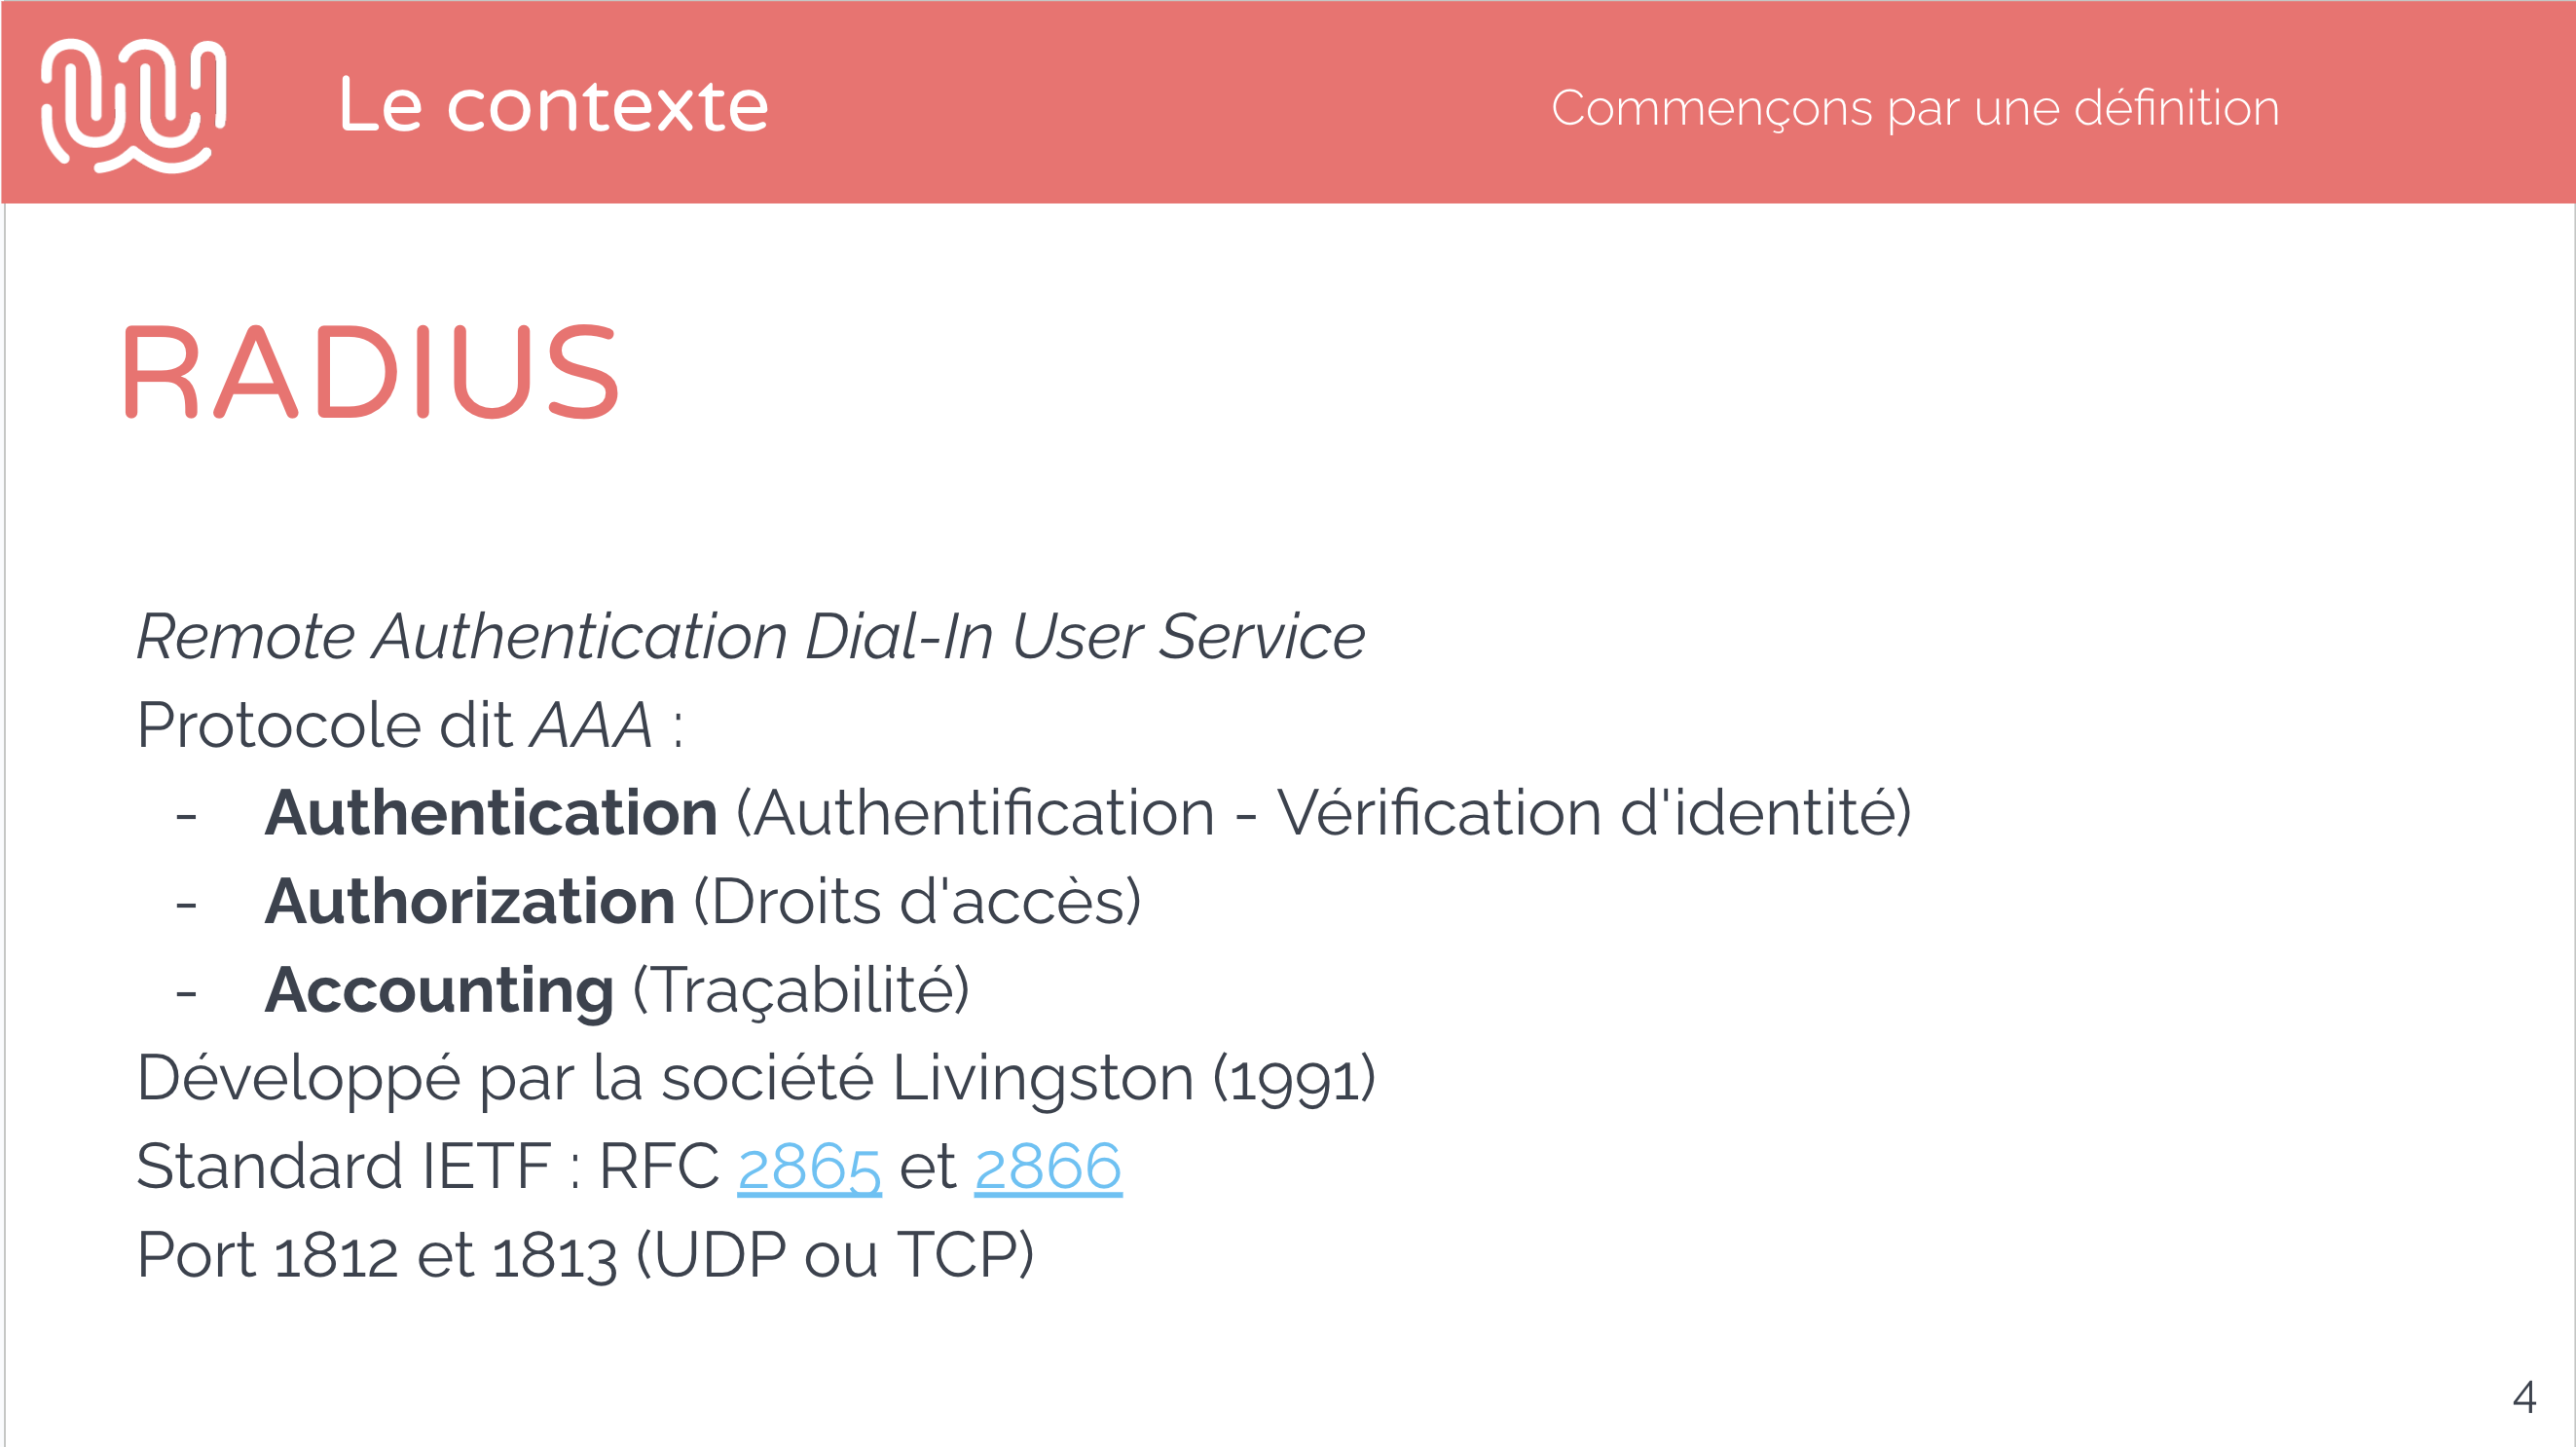 Le contexte
Commençons par une définition
RADIUS
Remote Authentication Dial-In User Service
Protocole dit AAA :
- Authentication (Authentification - Vérification d'identité)
- Authorization (Droits d'accès)
- Accounting (Traçabilité)
Développé par la société Livingston (1991)
Standard IETF : RFC 2865 et 2866
Port 1812 et 1813 (UDP ou TCP)
4